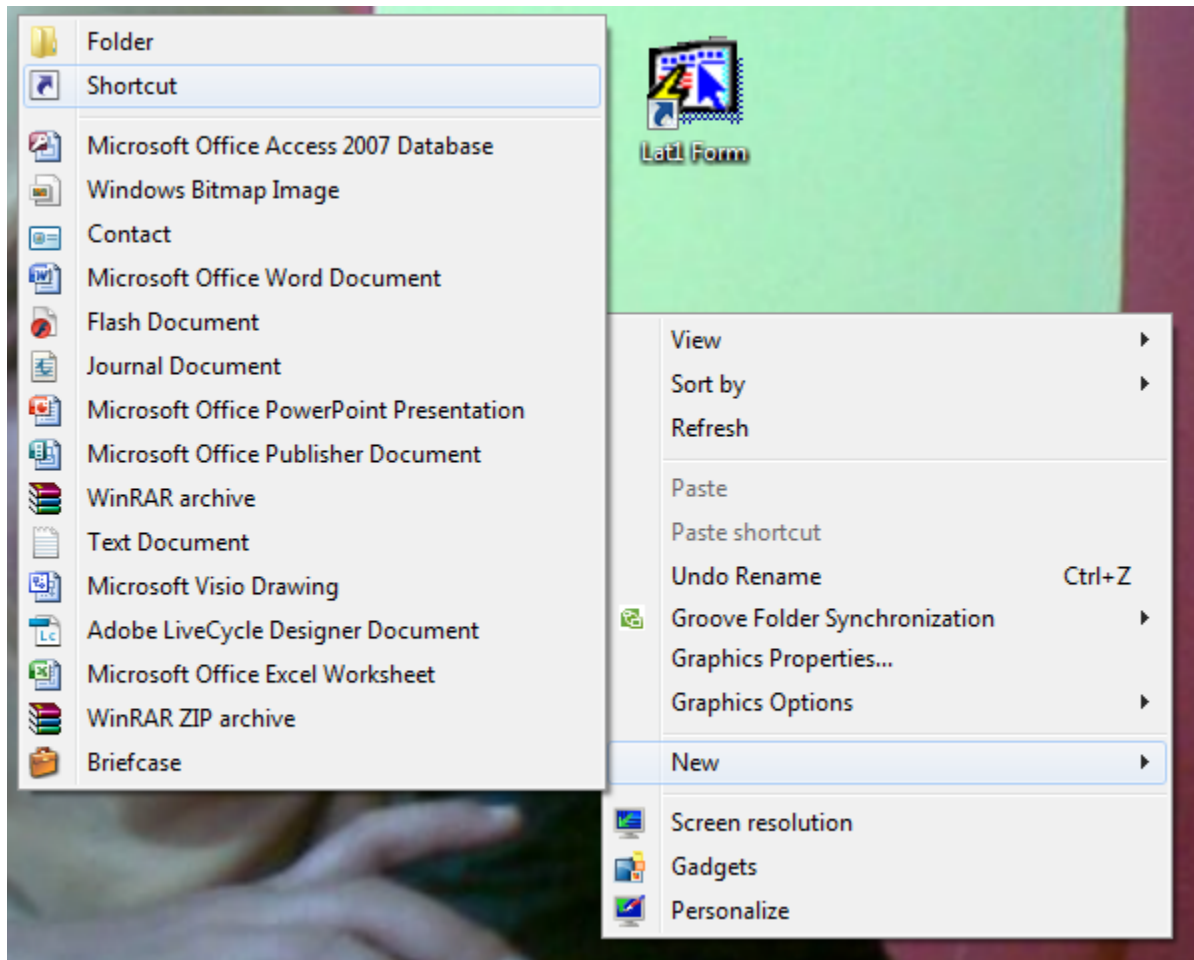 Folder
Shortcut
Microsoft Office Access 2007 Database
Windows Bitmap Image
Contact
Microsoft Office Word Document
Flash Document
Journal Document
Microsoft Office PowerPoint Presentation
Microsoft Office Publisher Document
WinRAR archive
Text Document
Microsoft Visio Drawing
Adobe LiveCycle Designer Document
Microsoft Office Excel Worksheet
WinRAR ZIP archive
Briefcase
Lat1 Form
View
Sort by
Refresh
Paste
Paste shortcut
Undo Rename Ctrl+Z
Groove Folder Synchronization
Graphics Properties...
Graphics Options
New
Screen resolution
Gadgets
Personalize